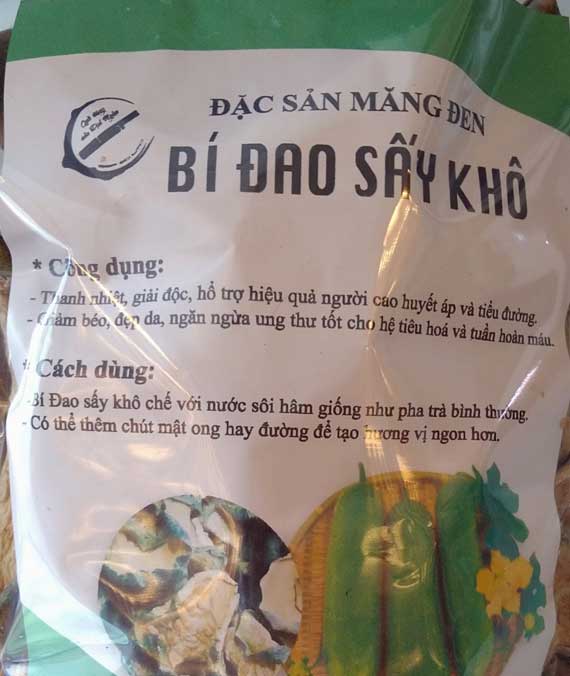 ĐẶC SẢN MĂNG ĐEN
BÍ ĐAO SẤY KHÔ
* Công dụng:
- Thanh nhiệt, giải độc, hổ trợ hiệu quả người cao huyết áp và tiểu đường.
- Giảm béo, đẹp da, ngăn ngừa ung thư tốt cho hệ tiêu hoá và tuần hoàn máu.
* Cách dùng:
- Bí Đao sấy khô chế với nước sôi hâm giống như pha trà bình thường.
- Có thể thêm chút mật ong hay đường để tạo hương vị ngon hơn.